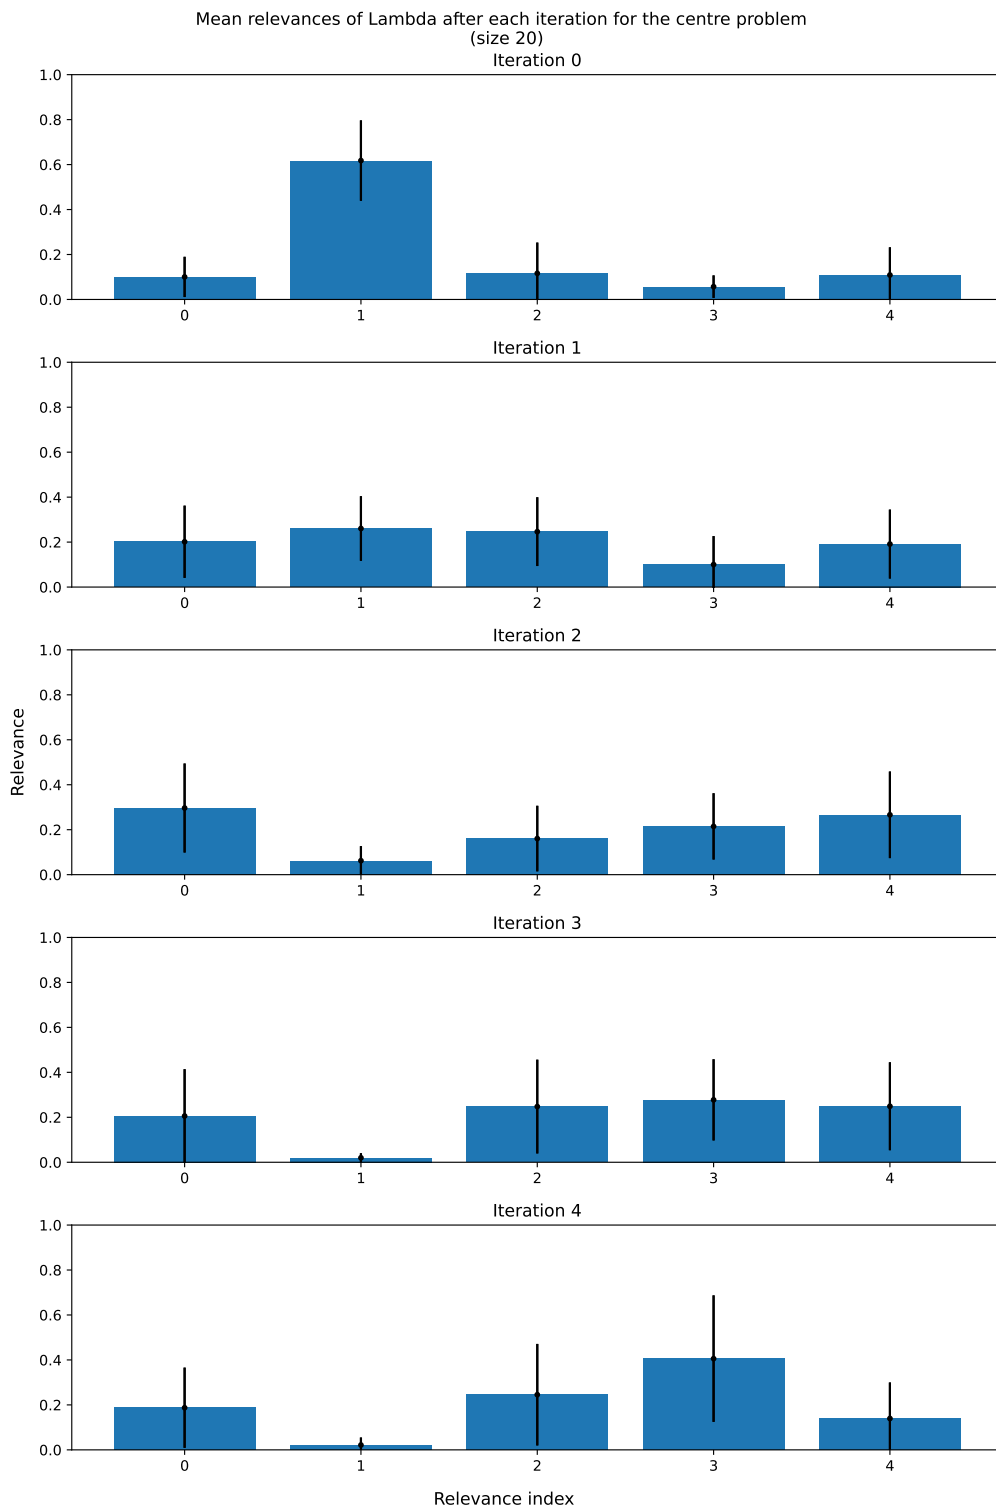 Mean relevances of Lambda after each iteration for the centre problem
(size 20)
Iteration 0
1.0
0.8
0.6
0.4
0.2
0.0
0 1 2 3 4
Iteration 1
1.0
0.8
0.6
0.4
0.2
0.0
0 1 2 3 4
Iteration 2
1.0
0.8
0.6
0.4
0.2
0.0
0 1 2 3 4
Relevance
Iteration 3
1.0
0.8
0.6
0.4
0.2
0.0
0 1 2 3 4
Iteration 4
1.0
0.8
0.6
0.4
0.2
0.0
0 1 2 3 4
Relevance index